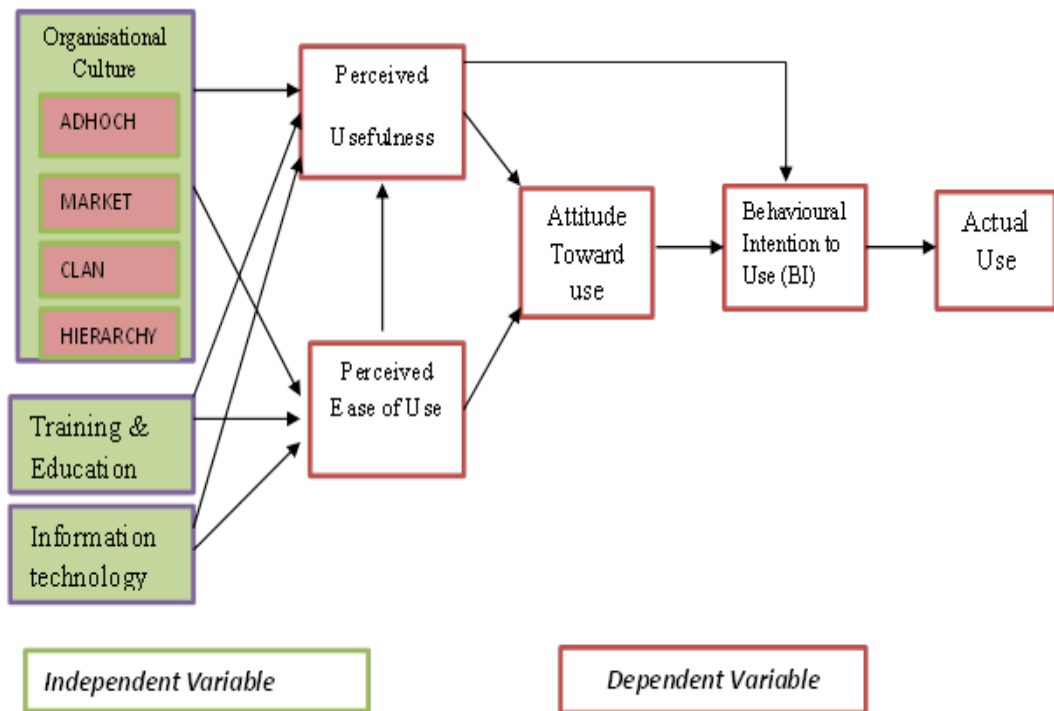 Organisational
Culture
ADHOCH
MARKET
CLAN
HIERARCHY
Training &
Education
Information
technology
Perceived
Usefulness
Perceived
Ease of Use
Attitude
Toward
use
Behavioural
Intention to
Use (BI)
Actual
Use
Independent Variable
Dependent Variable